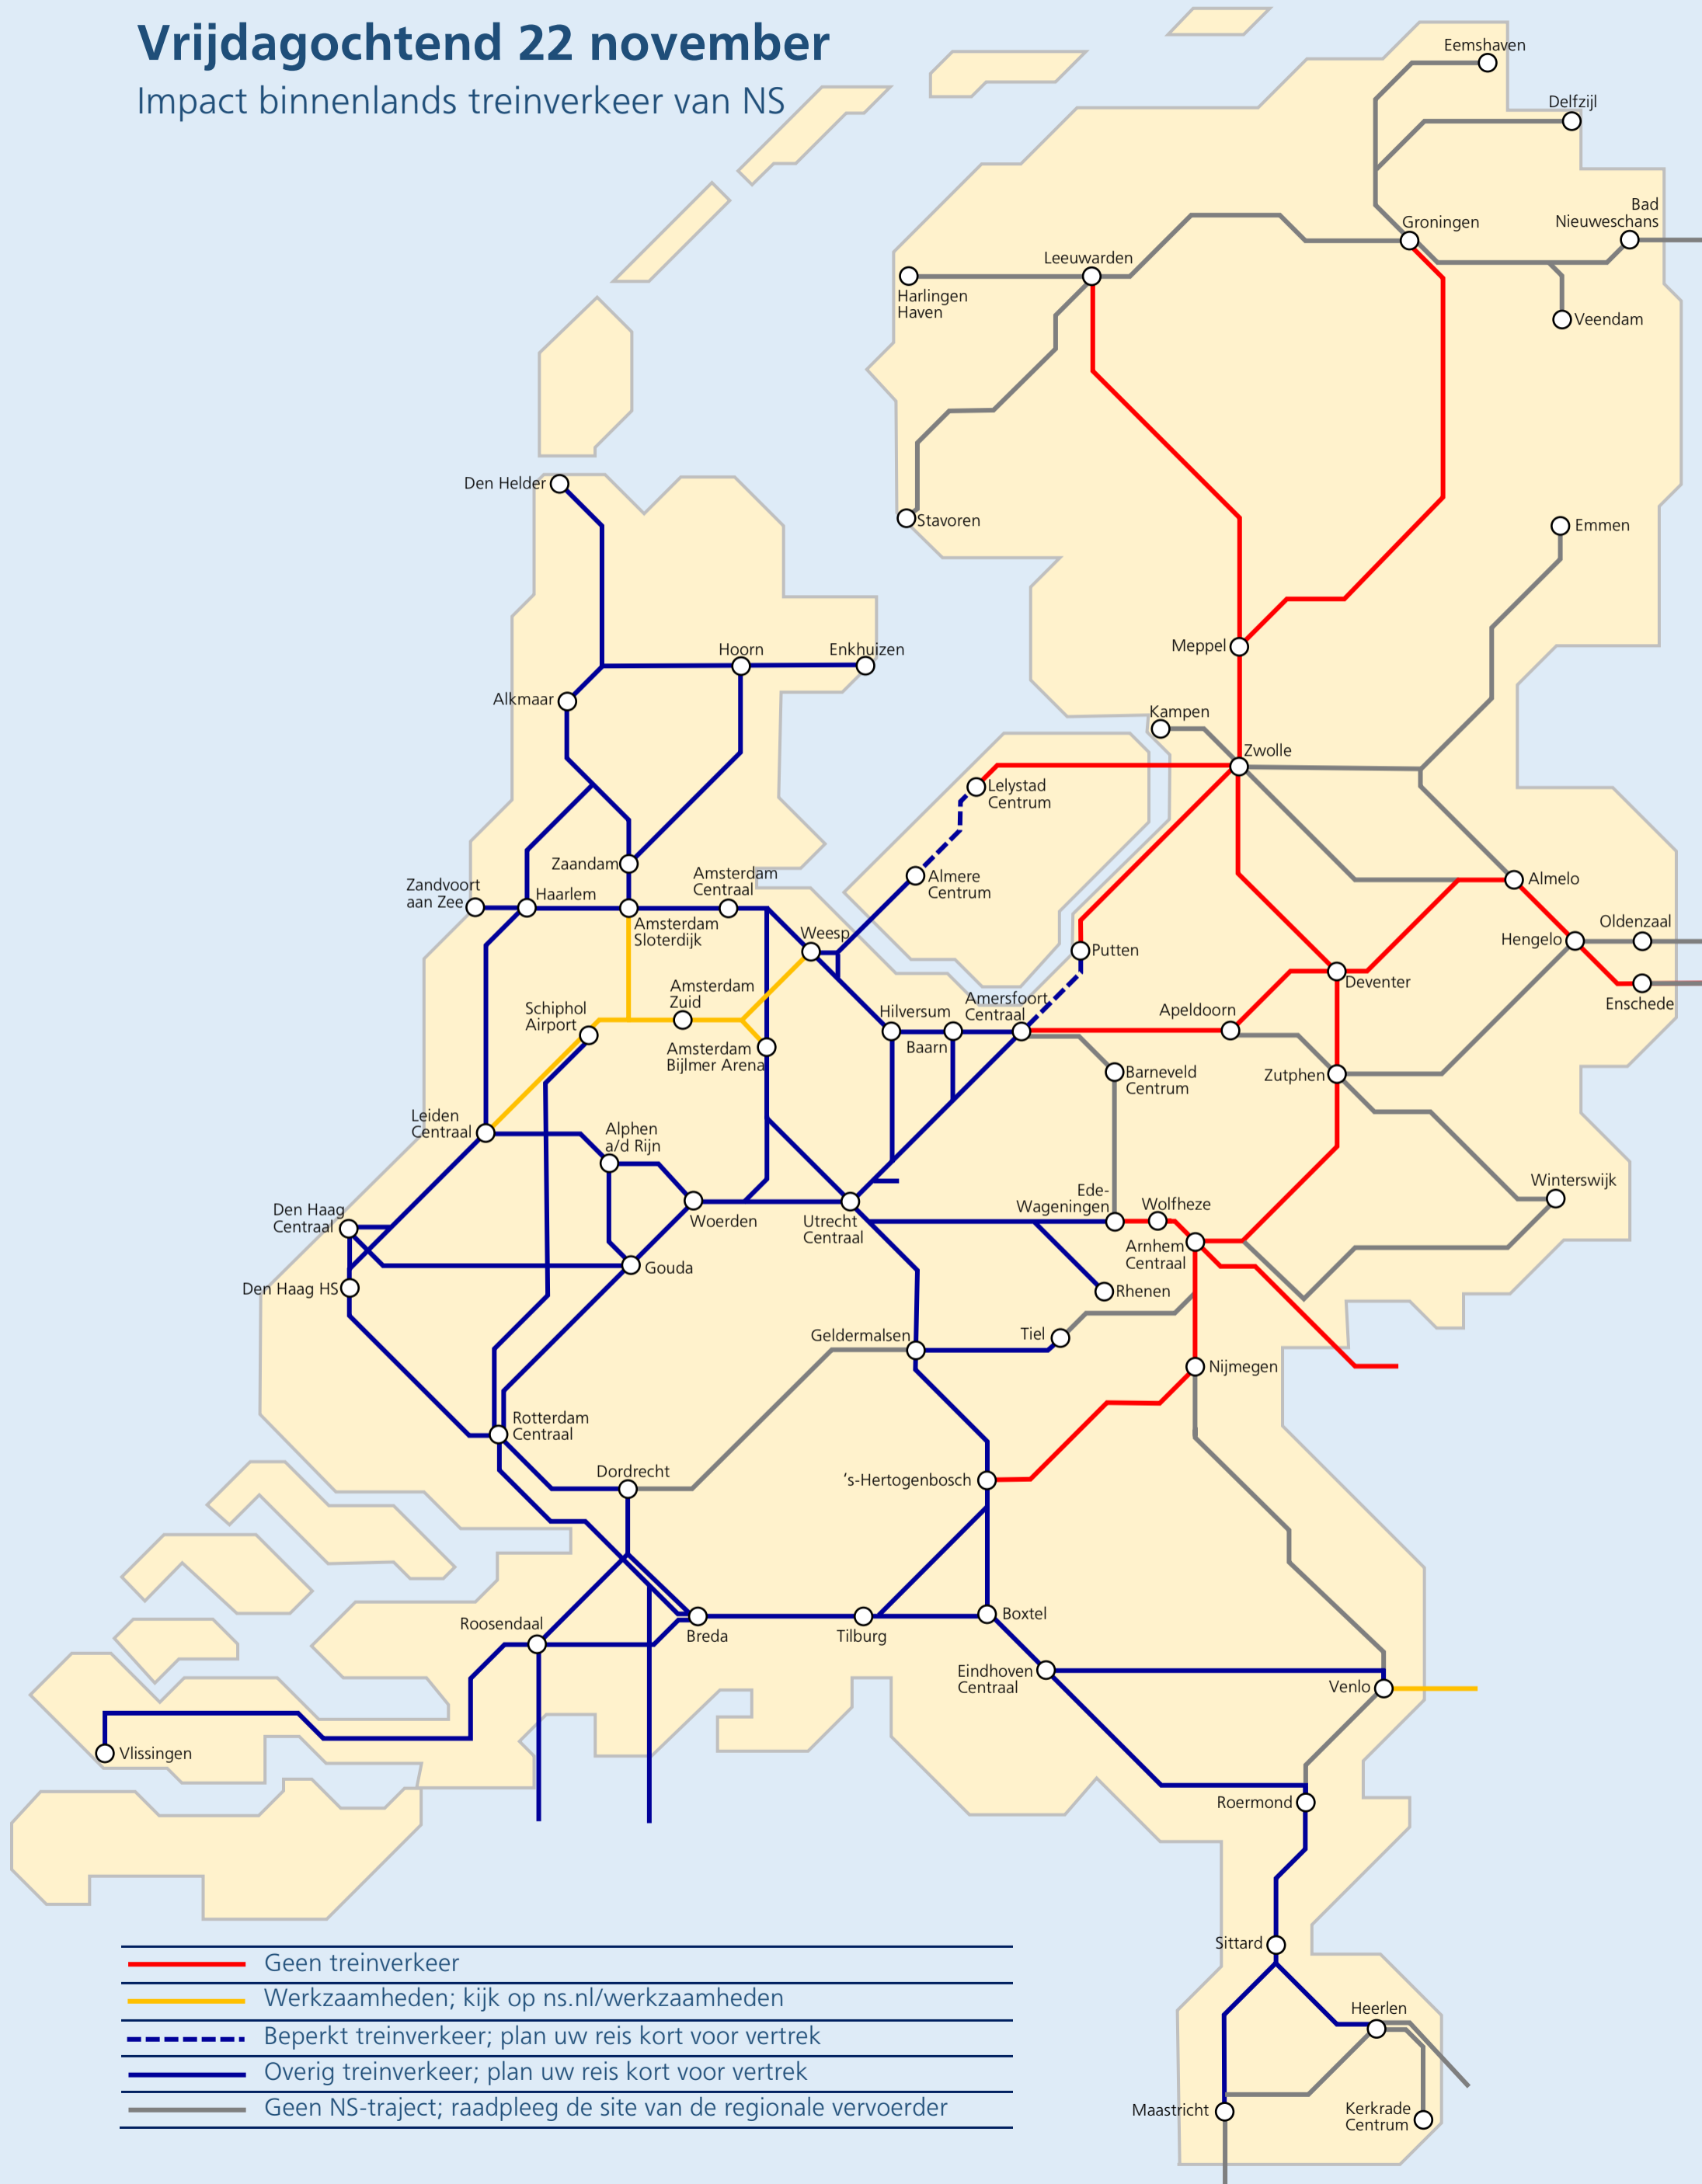 Vrijdagochtend 22 november
Impact binnenlands treinverkeer van NS
Eemshaven
Delfzijl
Bad
Nieuweschans
Groningen
Leeuwarden
Harlingen
Haven
Veendam
Stavoren
Emmen
Den Helder
Hoorn
Enkhuizen
Meppel
Alkmaar
Kampen
Zwolle
Lelystad
Centrum
Zaandam
Amsterdam
Centraal
Almere
Centrum
Almelo
Zandvoort
aan Zee
Haarlem
Amsterdam
Sloterdijk
Weesp
Putten
Oldenzaal
Hengelo
Deventer
Enschede
Schiphol
Airport
Amsterdam
Zuid
Hilversum
Amersfoort
Centraal
Apeldoorn
Baarn
Amsterdam
Bijlmer Arena
Barneveld
Centrum
Zutphen
Leiden
Centraal
Alphen
a/d Rijn
Winterswijk
Den Haag
Centraal
Woerden
Utrecht
Centraal
Ede-
Wageningen
Wolfheze
Arnhem
Centraal
Gouda
Den Haag HS
Rhenen
Geldermalsen
Tiel
Nijmegen
Rotterdam
Centraal
Dordrecht
‘s-Hertogenbosch
Roosendaal
Breda
Tilburg
Boxtel
Eindhoven
Centraal
Venlo
Vlissingen
Roermond
Sittard
Heerlen
Maastricht
Kerkrade
Centrum
Geen treinverkeer
Werkzaamheden; kijk op ns.nl/werkzaamheden
Beperkt treinverkeer; plan uw reis kort voor vertrek
Overig treinverkeer; plan uw reis kort voor vertrek
Geen NS-traject; raadpleeg de site van de regionale vervoerder